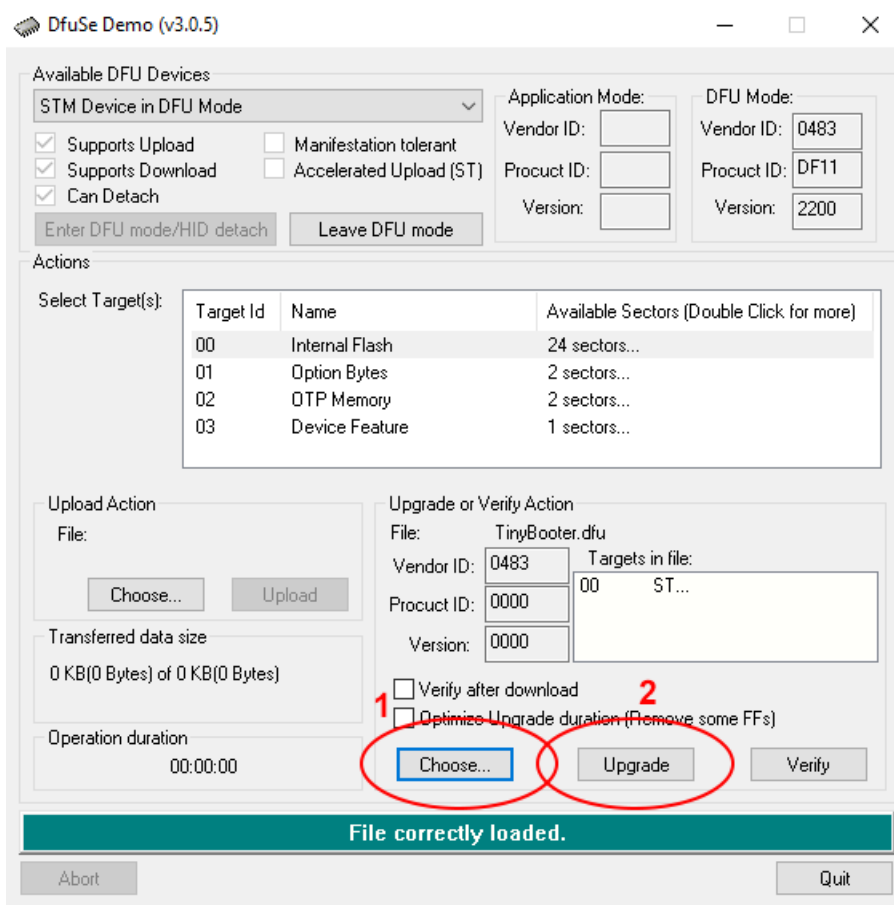 DfuSe Demo (v3.0.5)
Available DFU Devices
STM Device in DFU Mode
Supports Upload
Manifestation tolerant
Supports Download
Accelerated Upload (ST)
Can Detach
Enter DFU mode/HID detach
Leave DFU mode
Application Mode:
Vendor ID:
Procuct ID:
Version:
DFU Mode:
Vendor ID: 0483
Procuct ID: DF11
Version: 2200
Actions
Select Target(s):
Target Id Name Available Sectors (Double Click for more)
00 Internal Flash 24 sectors...
01 Option Bytes 2 sectors...
02 OTP Memory 2 sectors...
03 Device Feature 1 sectors...
Upload Action
File:
Choose... Upload
Transferred data size
0 KB(0 Bytes) of 0 KB(0 Bytes)
Operation duration
00:00:00
Upgrade or Verify Action
File: TinyBooter.dfu
Vendor ID: 0483
Procuct ID: 0000
Version: 0000
Targets in file:
00 ST...
Verify after download
1 2
Optimize Upgrade duration (Remove some FFs)
Choose... Upgrade Verify
File correctly loaded.
Abort Quit